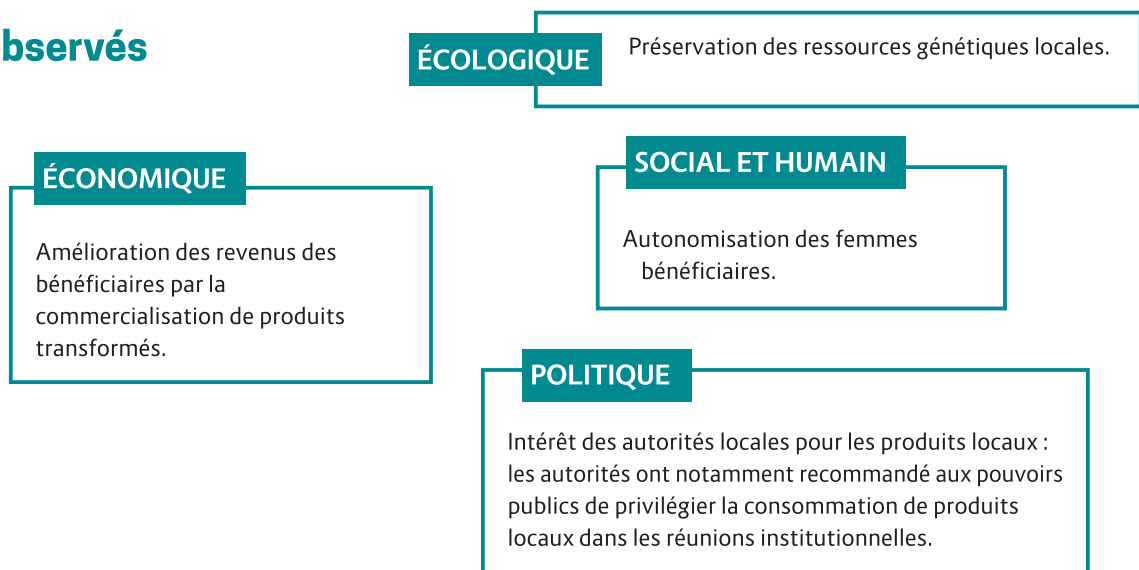 bservés
ÉCOLOGIQUE
Préservation des ressources génétiques locales.
ÉCONOMIQUE
Amélioration des revenus des
bénéficiaires par la
commercialisation de produits
transformés.
SOCIAL ET HUMAIN
Autonomisation des femmes
bénéficiaires.
POLITIQUE
Intérêt des autorités locales pour les produits locaux :
les autorités ont notamment recommandé aux pouvoirs
publics de privilégier la consommation de produits
locaux dans les réunions institutionnelles.